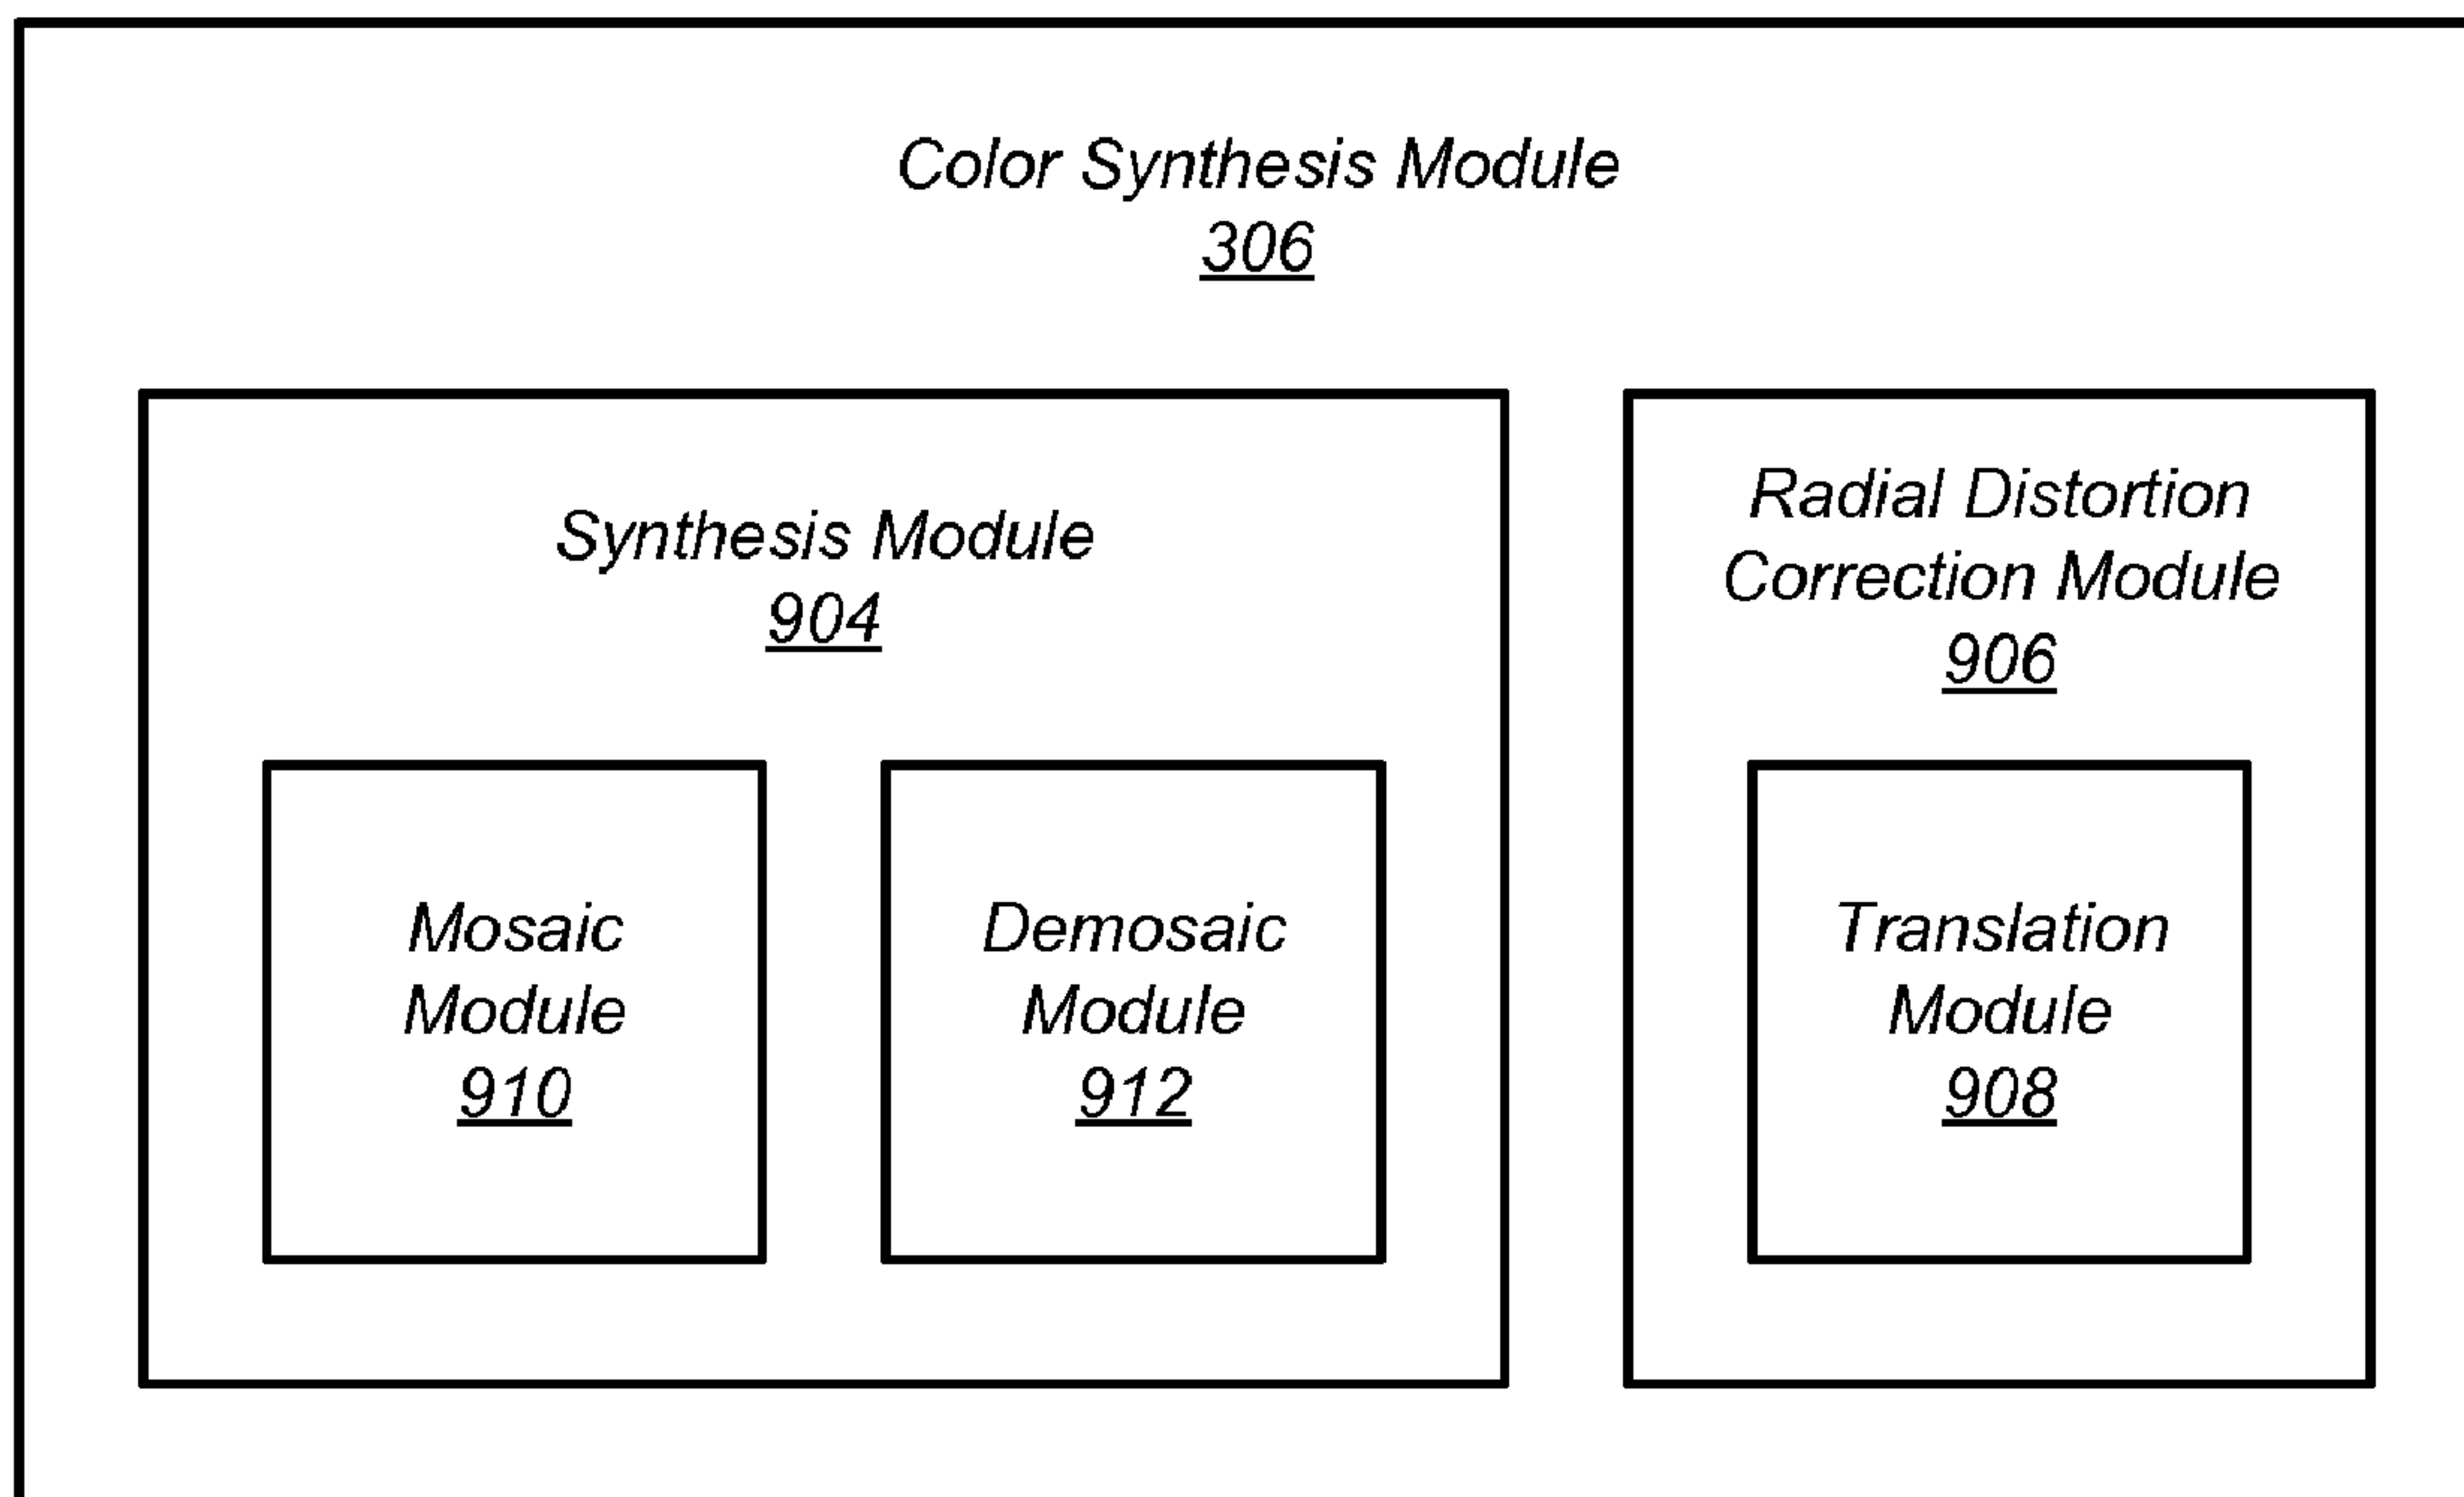 Color Synthesis Module
306
Synthesis Module
904
Radial Distortion
Correction Module
906
Mosaic
Module
910
Demosaic
Module
912
Translation
Module
908